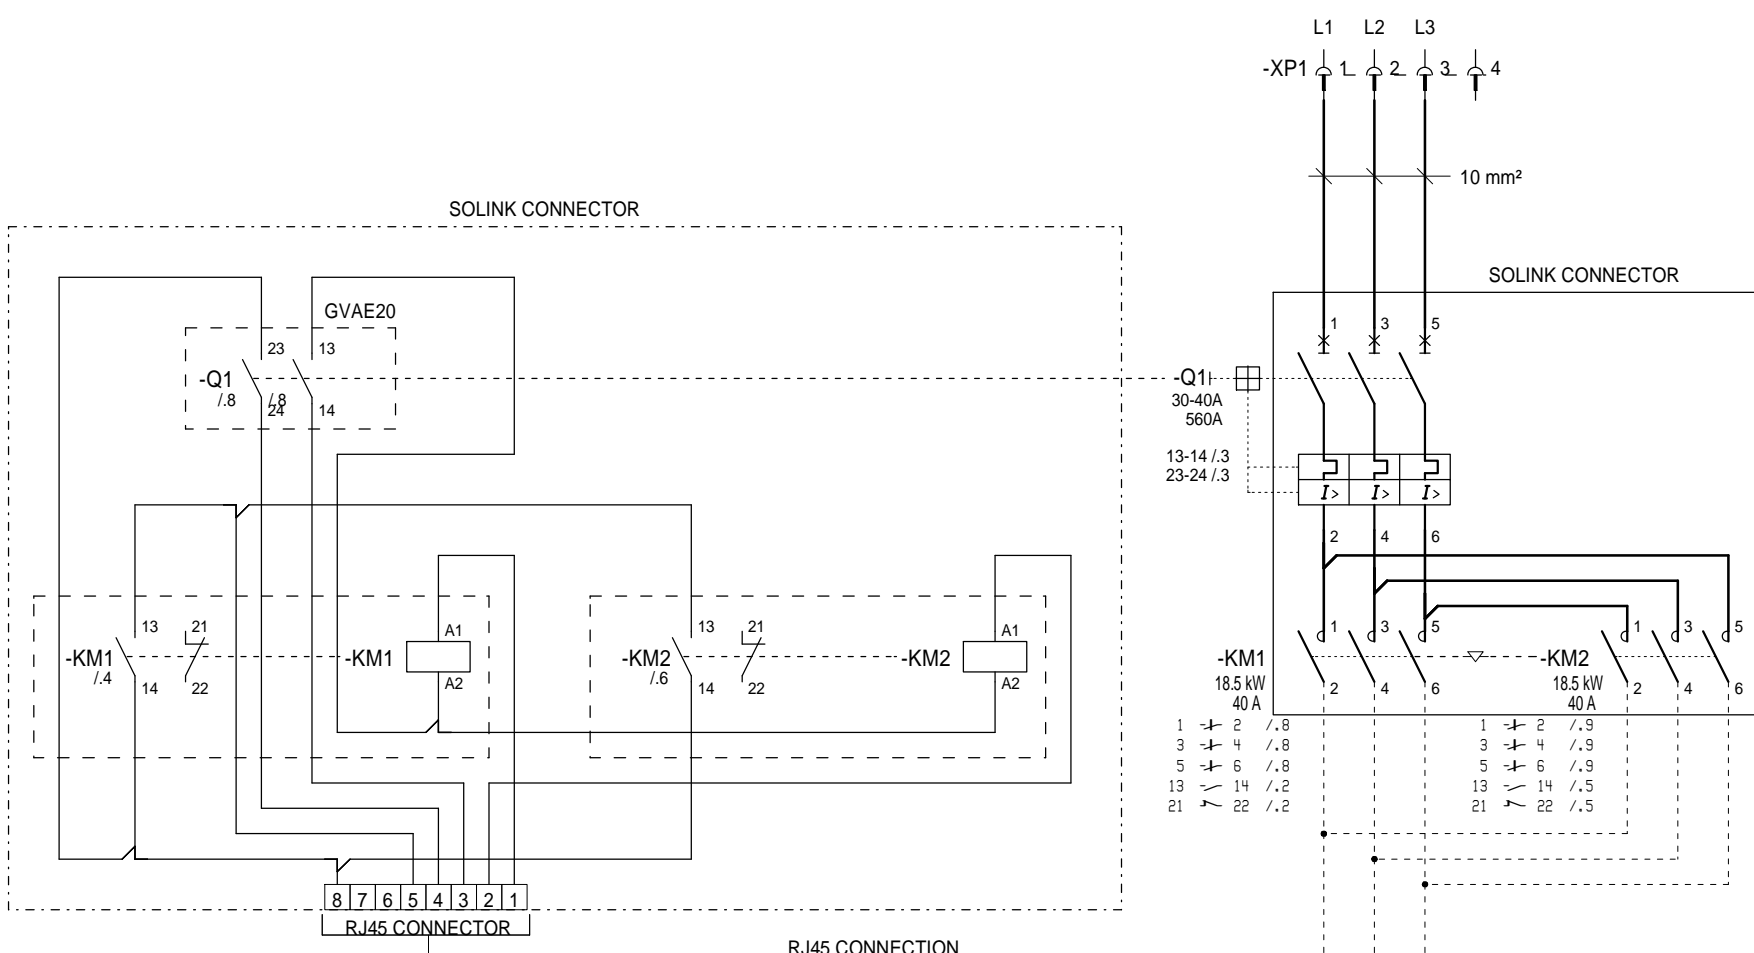 L1 L2 L3
-XP1 1 2 3 4
10 mm²
SOLINK CONNECTOR
SOLINK CONNECTOR
GVAE20
23 13
-Q1
/.8 /.8
24 14
1 3 5
-Q1
30-40A
560A
13-14 /.3
23-24 /.3
I> I> I>
2 4 6
13 21 A1 13 21 A1
-KM1 -KM1 -KM2 -KM2
/.4 /.6
14 22 A2 14 22 A2
1 3 5 1 3 5
-KM1 -KM2
18.5 kW 2 4 6 18.5 kW 2 4 6
40 A 40 A
1 2 /.8 1 2 /.9
3 4 /.8 3 4 /.9
5 6 /.8 5 6 /.9
13 14 /.2 13 14 /.5
21 22 /.2 21 22 /.5
8 7 6 5 4 3 2 1
RJ45 CONNECTOR
RJ45 CONNECTION